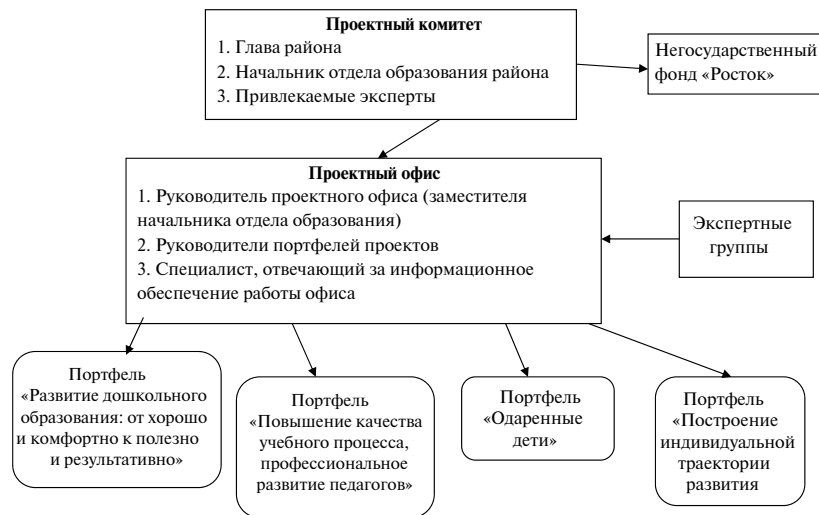 Проектный комитет
1. Глава района
2. Начальник отдела образования района
3. Привлекаемые эксперты
Негосударственный
фонд «Росток»
Проектный офис
1. Руководитель проектного офиса (заместителя
начальника отдела образования)
2. Руководители портфелей проектов
3. Специалист, отвечающий за информационное
обеспечение работы офиса
Экспертные
группы
Портфель
«Развитие дошкольного
образования: от хорошо
и комфортно к полезно
и результативно»
Портфель
«Повышение качества
учебного процесса,
профессиональное
развитие педагогов»
Портфель
«Одаренные
дети»
Портфель
«Построение
индивидуальной
траектории
развития